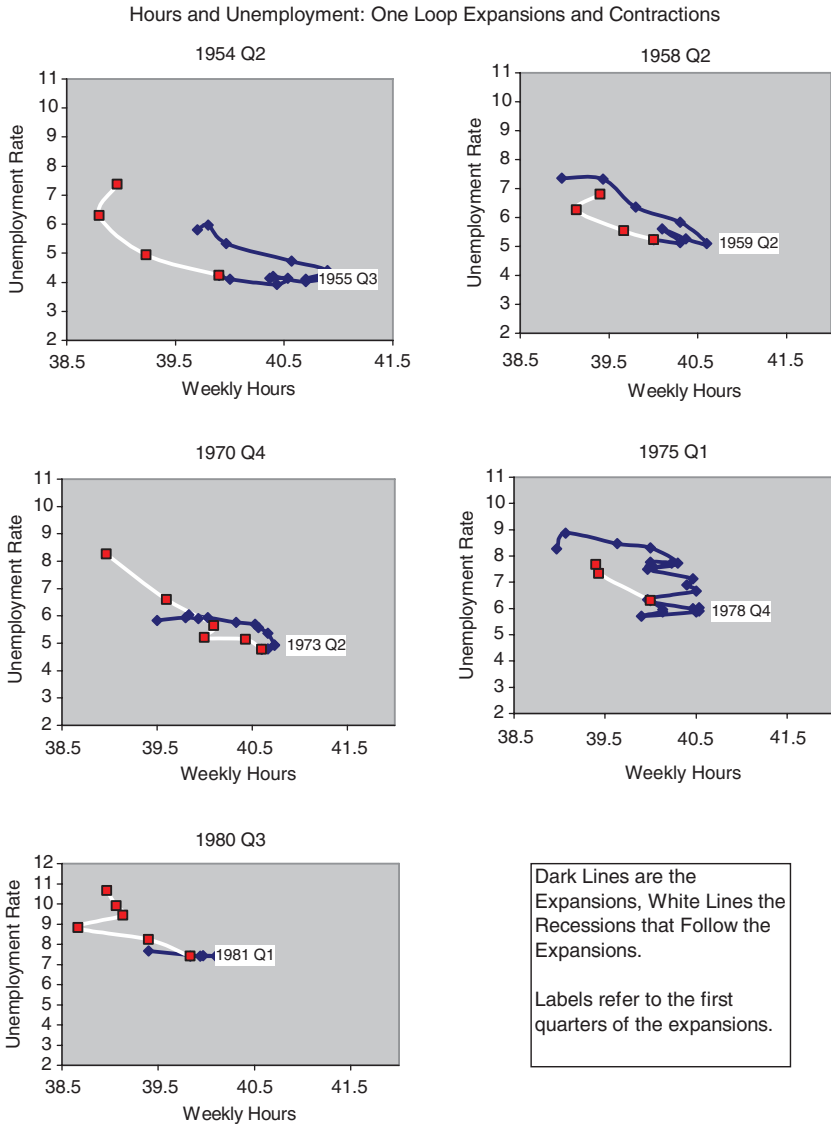 Hours and Unemployment: One Loop Expansions and Contractions
1954 Q2
Unemployment Rate
11
10
9
8
7
6
5
4
3
2
1955 Q3
38.5 39.5 40.5 41.5
Weekly Hours
1958 Q2
Unemployment Rate
11
10
9
8
7
6
5
4
3
2
1959 Q2
38.5 39.5 40.5 41.5
Weekly Hours
1970 Q4
Unemployment Rate
11
10
9
8
7
6
5
4
3
2
1973 Q2
38.5 39.5 40.5 41.5
Weekly Hours
1975 Q1
Unemployment Rate
11
10
9
8
7
6
5
4
3
2
1978 Q4
38.5 39.5 40.5 41.5
Weekly Hours
1980 Q3
Unemployment Rate
12
11
10
9
8
7
6
5
4
3
2
1981 Q1
38.5 39.5 40.5 41.5
Weekly Hours
Dark Lines are the
Expansions, White Lines the
Recessions that Follow the
Expansions.
Labels refer to the first
quarters of the expansions.